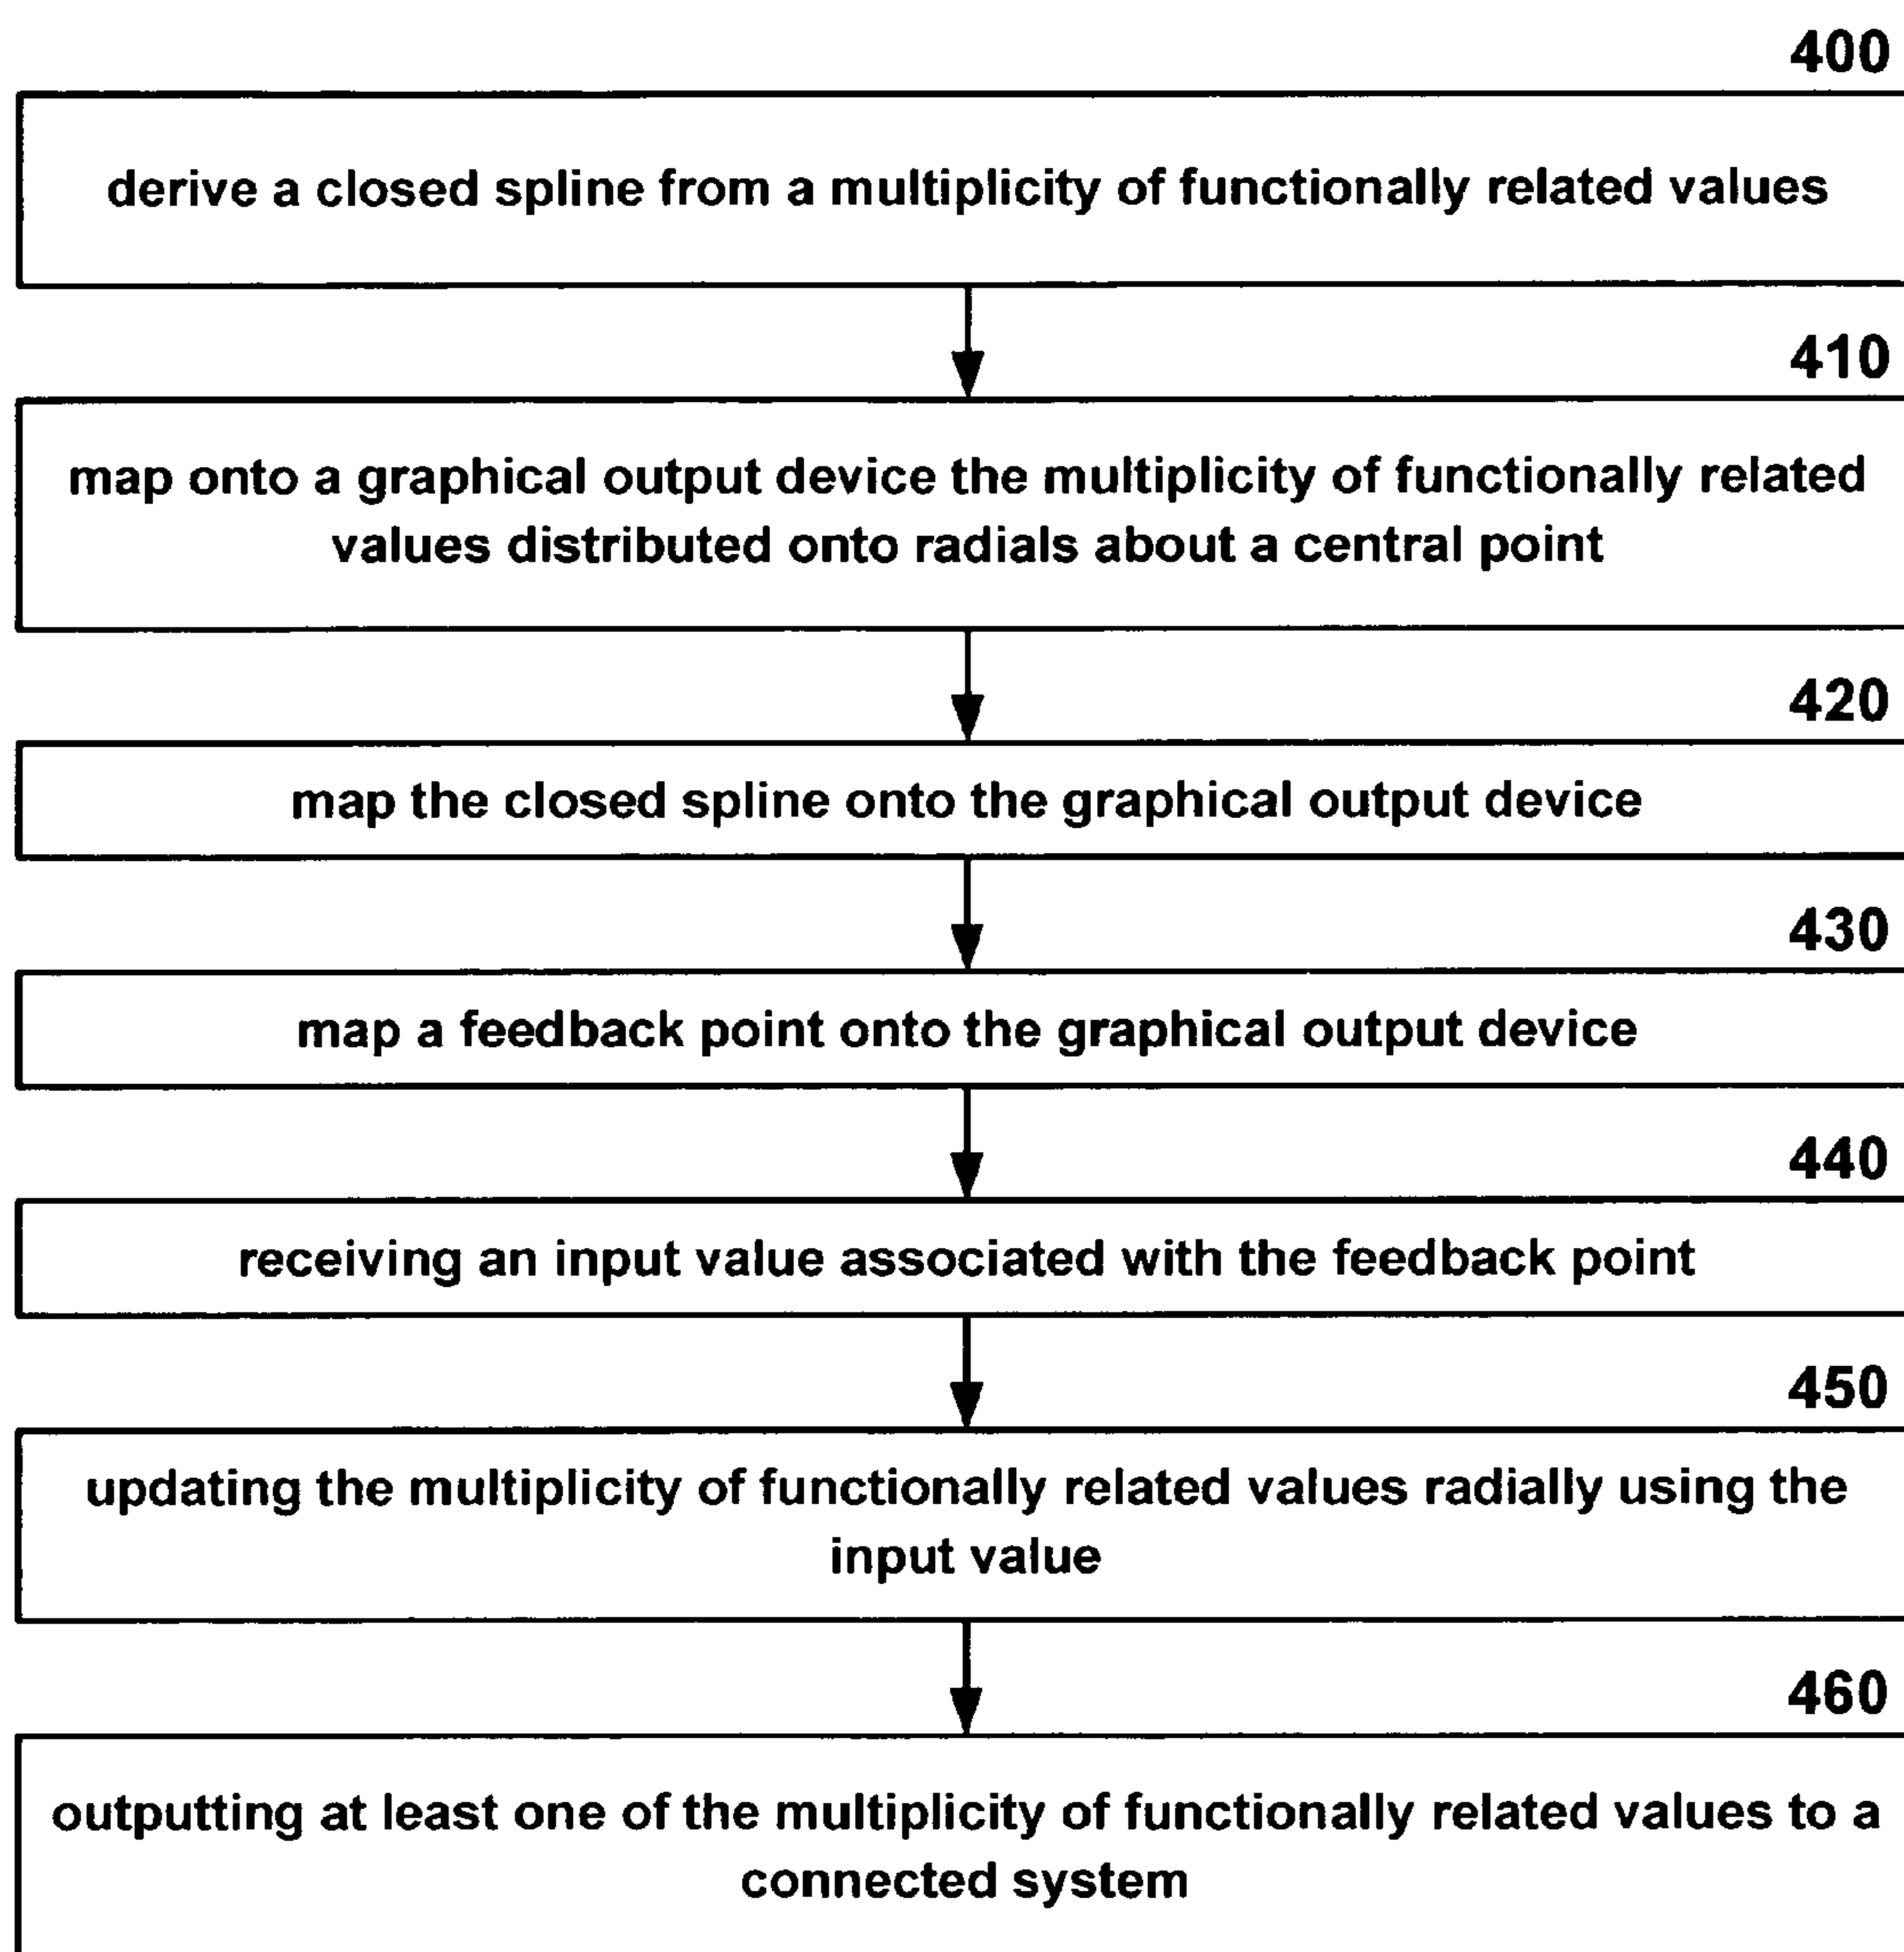 400
derive a closed spline from a multiplicity of functionally related values
410
map onto a graphical output device the multiplicity of functionally related
values distributed onto radials about a central point
420
map the closed spline onto the graphical output device
430
map a feedback point onto the graphical output device
440
receiving an input value associated with the feedback point
450
updating the multiplicity of functionally related values radially using the
input value
460
outputting at least one of the multiplicity of functionally related values to a
connected system